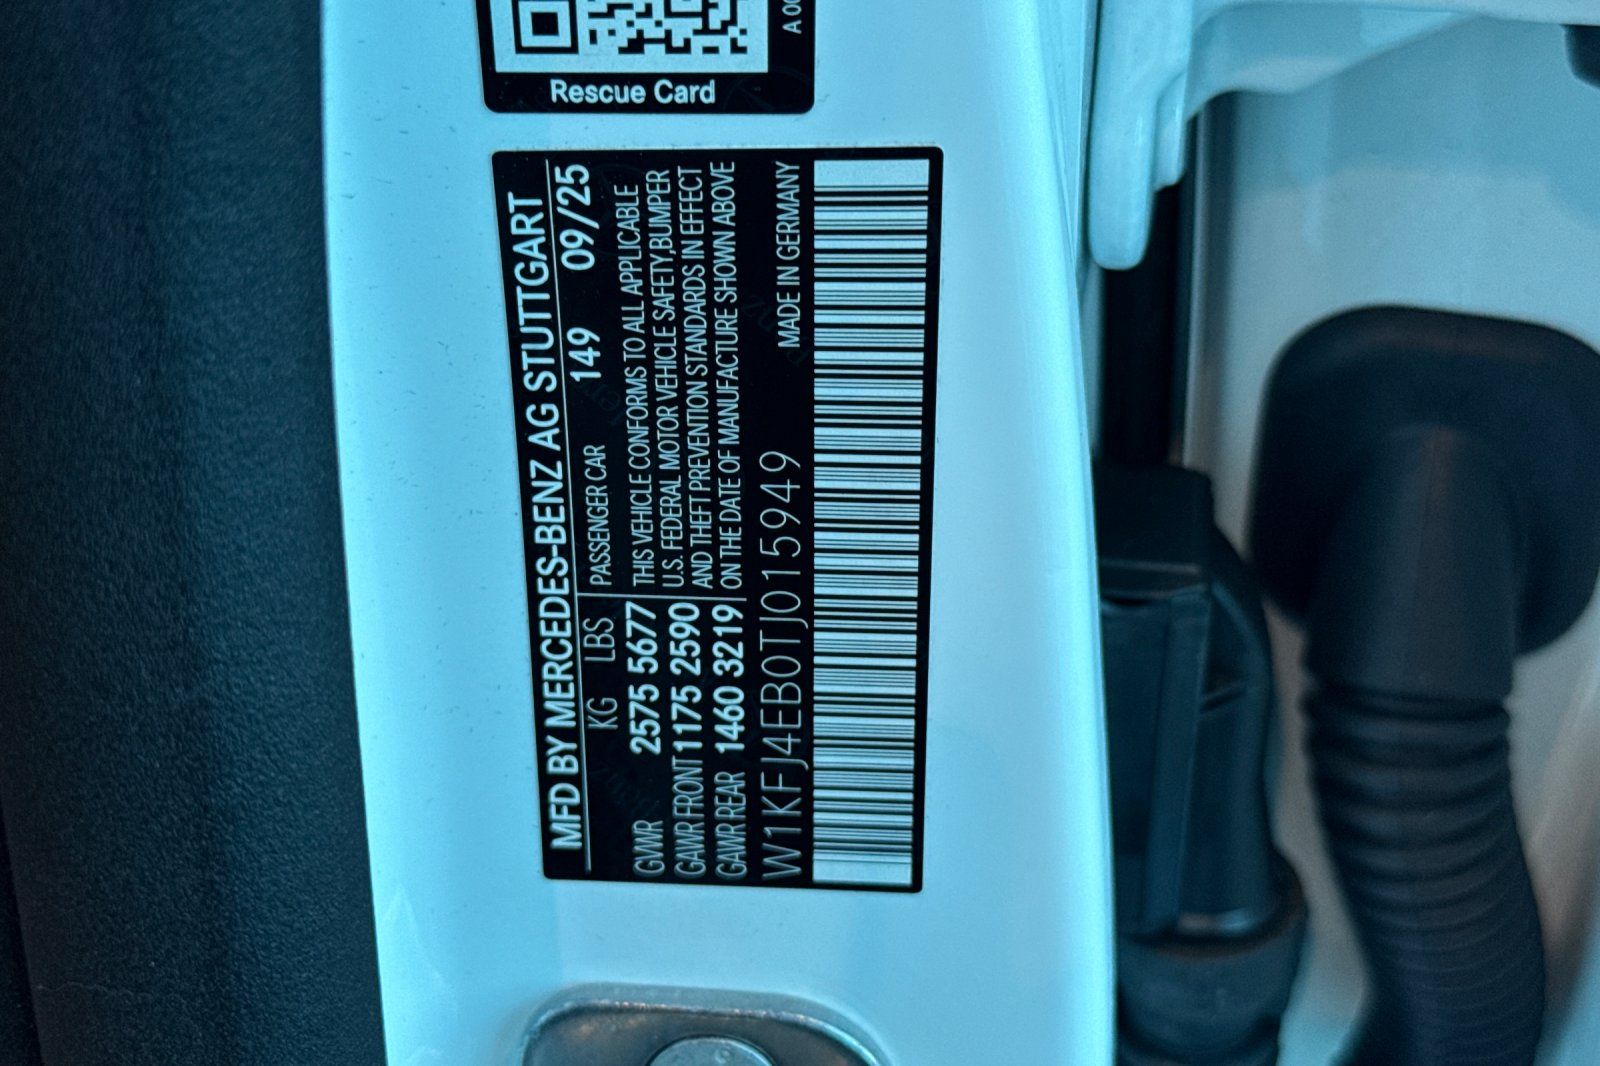 A 00
Rescue Card
MFD BY MERCEDES-BENZ AG STUTTGART
KG LBS PASSENGER CAR 149 09/25
GVWR 2575 5677
GAWR FRONT 1175 2590
GAWR REAR 1460 3219
THIS VEHICLE CONFORMS TO ALL APPLICABLE
U.S. FEDERAL MOTOR VEHICLE SAFETY,BUMPER
AND THEFT PREVENTION STANDARDS IN EFFECT
ON THE DATE OF MANUFACTURE SHOWN ABOVE
W1KFJ4EB0TJ015949 MADE IN GERMANY